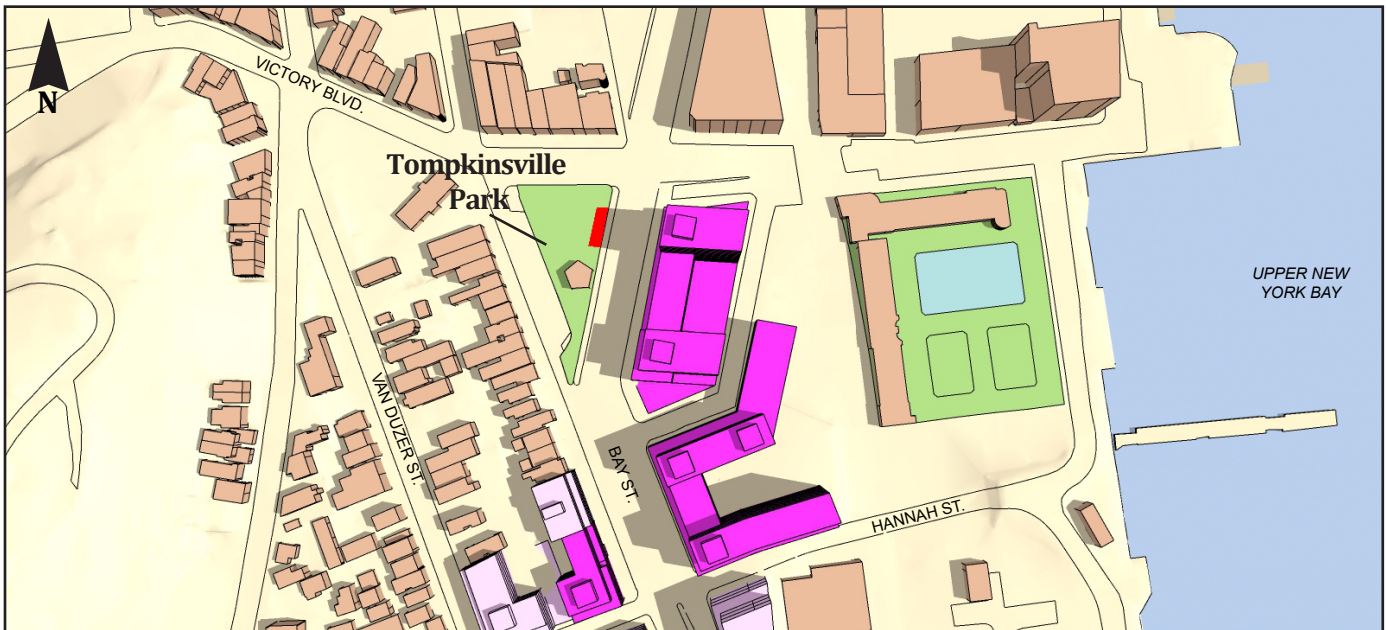 N
VICTORY BLVD.
Tompkinsville
Park
UPPER NEW
YORK BAY
VAN DUZER ST.
BAY ST.
HANNAH ST.